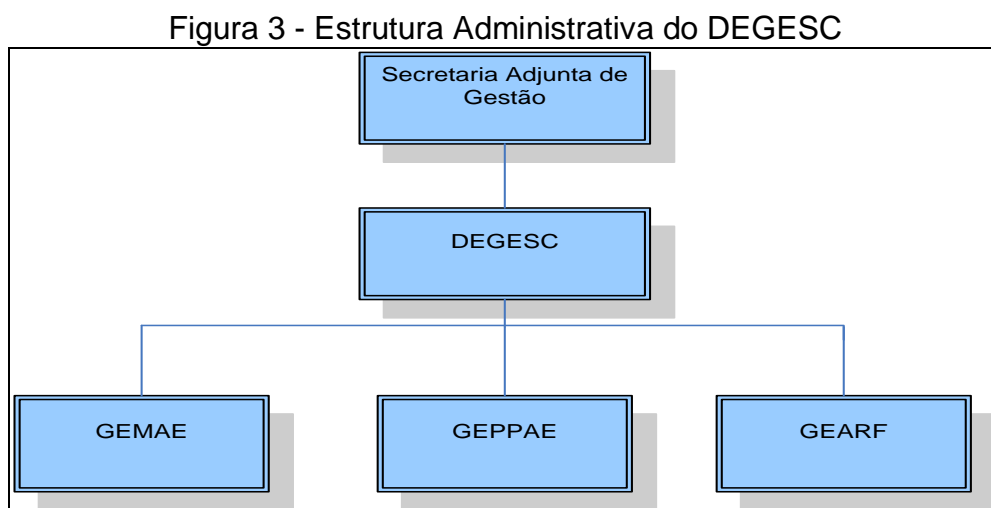 Figura 3 - Estrutura Administrativa do DEGESC
Secretaria Adjunta de
Gestão
DEGESC
GEMAE
GEPPAE
GEARF